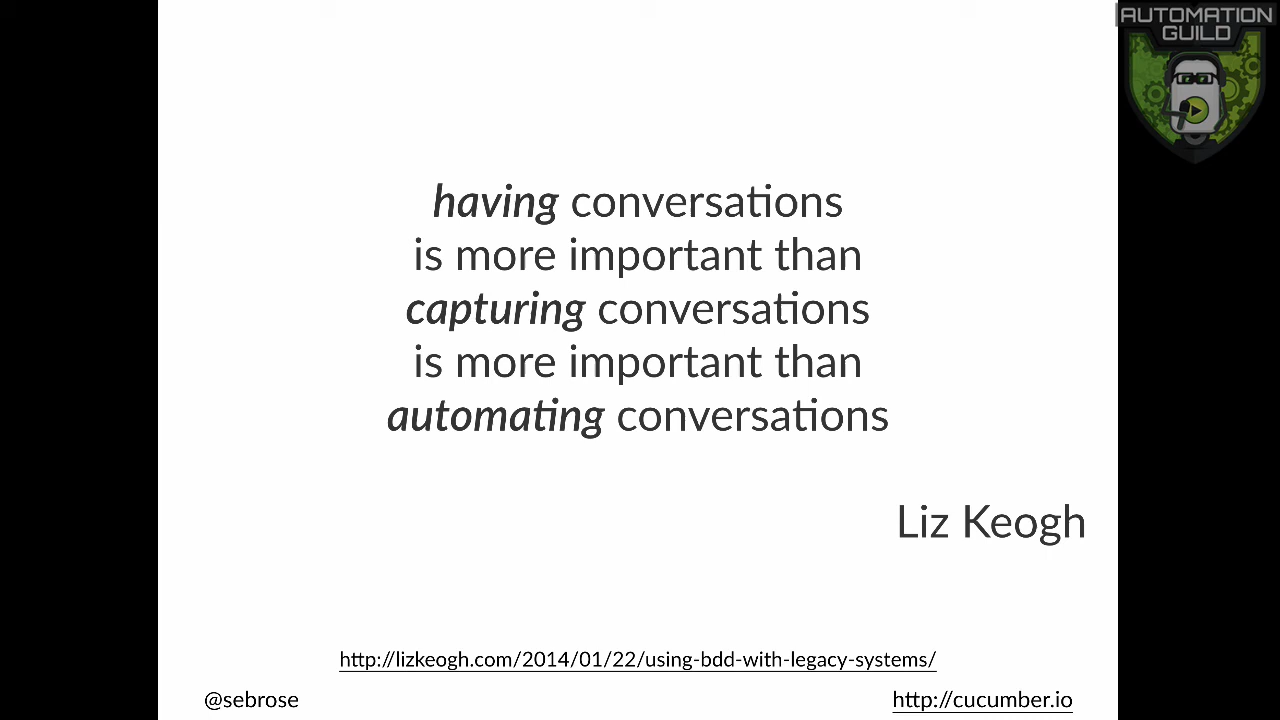 AUTOMATION
GUILD
having conversations
is more important than
capturing conversations
is more important than
automating conversations
Liz Keogh
http://lizkeogh.com/2014/01/22/using-bdd-with-legacy-systems/
@sebrose
http://cucumber.io